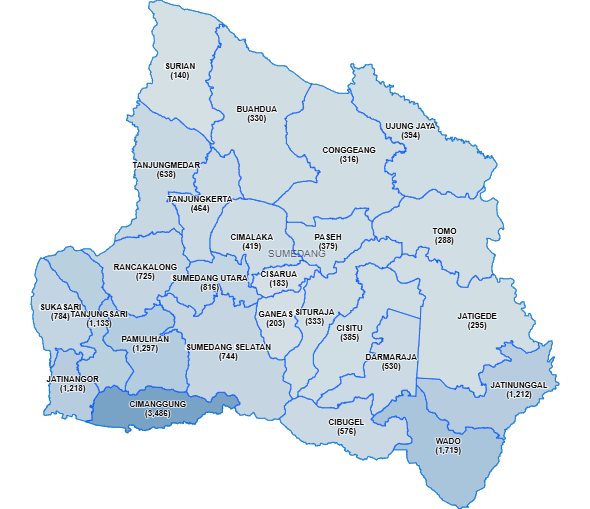 SURIAN
(140)
BUAHDUA
(330)
UJUNG JAYA
(394)
CONGGEANG
(316)
TANJUNGMEDAR
(638)
TANJUNGKERTA
(464)
CIMALAKA
(419)
PASEH
(379)
TOMO
(288)
SUMEDANG
RANCAKALONG
(725)
SUMEDANG UTARA
(816)
CISARUA
(183)
SUKASARI
(784)
TANJUNGSARI
(1,133)
GANEAS
(203)
SITURAJA
(333)
CISITU
(385)
JATIGEDE
(295)
PAMULIHAN
(1,297)
SUMEDANG SELATAN
(744)
DARMARAJA
(530)
JATINANGOR
(1,218)
JATINUNGGAL
(1,212)
CIMANGGUNG
(3,486)
CIBUGEL
(576)
WADO
(1,719)